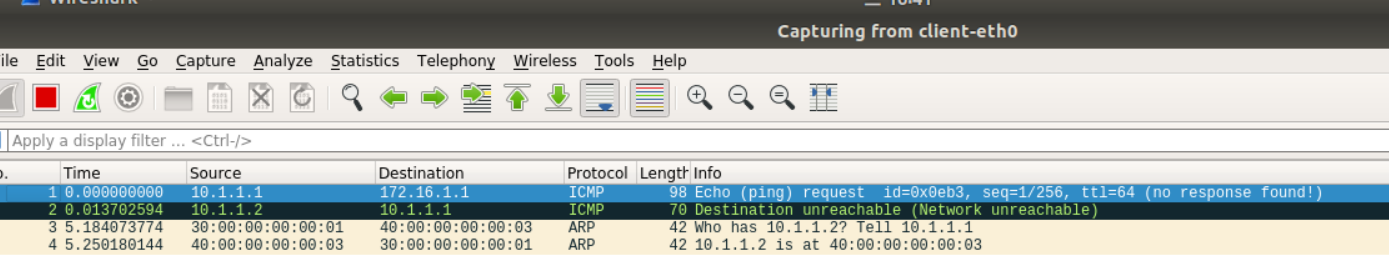 Wireshark
Capturing from client-eth0
ile Edit View Go Capture Analyze Statistics Telephony Wireless Tools Help
Apply a display filter ... <Ctrl-/>
o. Time Source Destination Protocol Length Info
1 0.000000000 10.1.1.1 172.16.1.1 ICMP 98 Echo (ping) request id=0x0eb3, seq=1/256, ttl=64 (no response found!)
2 0.013702594 10.1.1.2 10.1.1.1 ICMP 70 Destination unreachable (Network unreachable)
3 5.184073774 30:00:00:00:00:01 40:00:00:00:00:03 ARP 42 Who has 10.1.1.2? Tell 10.1.1.1
4 5.250180144 40:00:00:00:00:03 30:00:00:00:00:01 ARP 42 10.1.1.2 is at 40:00:00:00:00:03